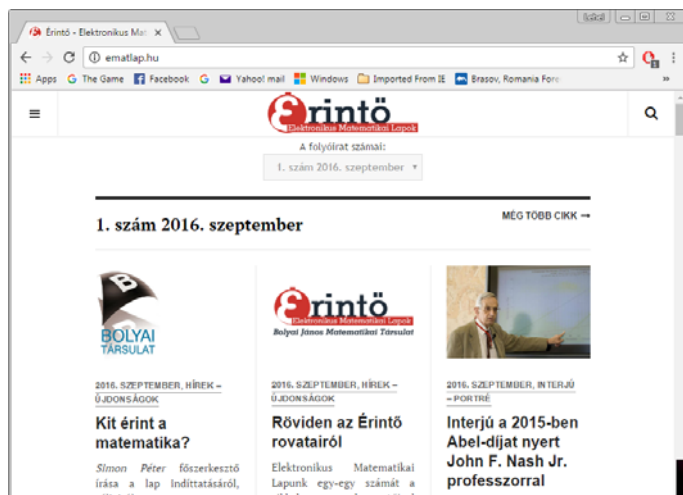 Érintő - Elektronikus Mat
ematlap.hu
Apps The Game Facebook Yahoo! mail Windows Imported From IE Brasov, Romania Fore
Érintő
Elektronikus Matematikai Lapok
A folyóirat számai:
1. szám 2016. szeptember
1. szám 2016. szeptember
MÉG TÖBB CIKK →
B
BOLYAI
TÁRSULAT
2016. SZEPTEMBER, HÍREK –
ÚJDONSÁGOK
Kit érint a
matematika?
Simon Péter főszerkesztő
írása a lap indíttatásáról,
Érintő
Elektronikus Matematikai Lapok
Bolyai János Matematikai Társulat
2016. SZEPTEMBER, HÍREK –
ÚJDONSÁGOK
Röviden az Érintő
rovatairól
Elektronikus Matematikai
Lapunk egy-egy számát a
2016. SZEPTEMBER, INTERJÚ
– PORTRÉ
Interjú a 2015-ben
Abel-díjat nyert
John F. Nash Jr.
professzorral